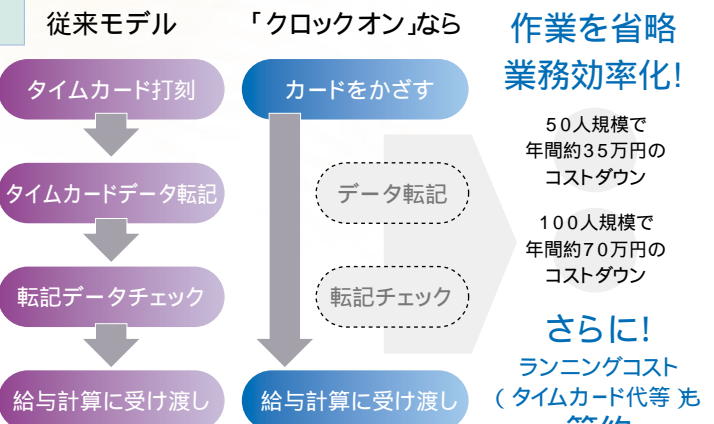 従来モデル
タイムカード打刻
タイムカードデータ転記
転記データチェック
給与計算に受け渡し
「クロックオン」なら
カードをかざす
データ転記
転記チェック
給与計算に受け渡し
作業を省略
業務効率化!
50人規模で
年間約35万円の
コストダウン
100人規模で
年間約70万円の
コストダウン
さらに!
ランニングコスト
(タイムカード代等)も
節約